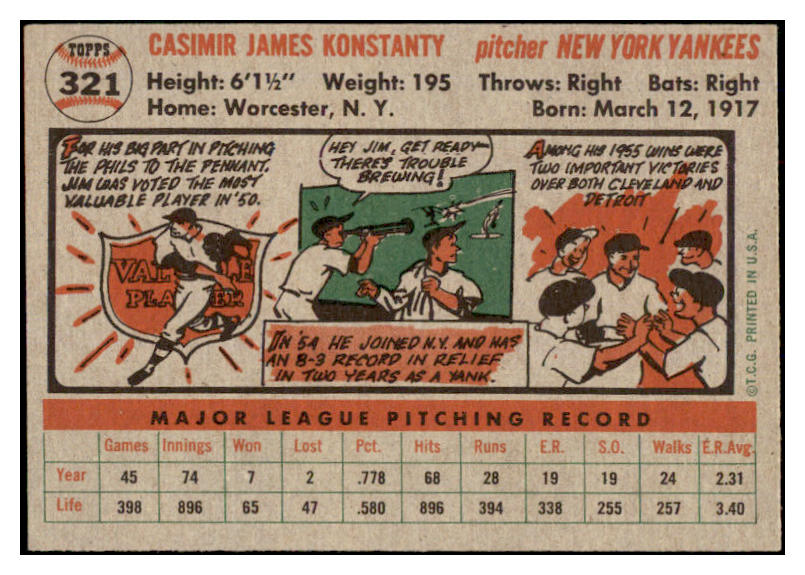 TOPPS
321
CASIMIR JAMES KONSTANTY pitcher NEW YORK YANKEES
Height: 6'1½" Weight: 195 Throws: Right Bats: Right
Home: Worcester, N. Y. Born: March 12, 1917
FOR HIS BIG PART IN PITCHING
THE PHILS TO THE PENNANT,
JIM WAS VOTED THE MOST
VALUABLE PLAYER IN '50.
VAL LE
PLA ER
HEY JIM, GET READY—
THERE'S TROUBLE
BREWING!
IN '54 HE JOINED N.Y. AND HAS
AN 8-3 RECORD IN RELIEF
IN TWO YEARS AS A YANK.
AMONG HIS 1955 WINS WERE
TWO IMPORTANT VICTORIES
OVER BOTH CLEVELAND AND
DETROIT
©T.C.G. PRINTED IN U.S.A.
MAJOR LEAGUE PITCHING RECORD
Games Innings Won Lost Pct. Hits Runs E.R. S.O. Walks E.R.Avg.
Year 45 74 7 2 .778 68 28 19 19 24 2.31
Life 398 896 65 47 .580 896 394 338 255 257 3.40